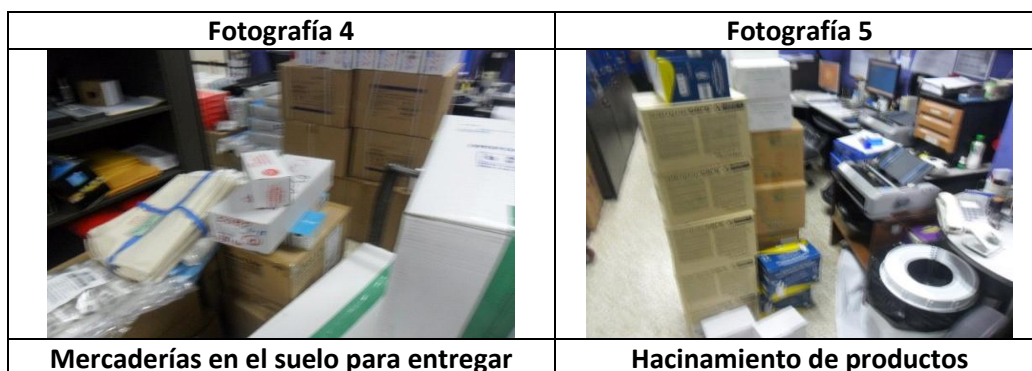 Fotografía 4
Fotografía 5
Mercaderías en el suelo para entregar
Hacinamiento de productos